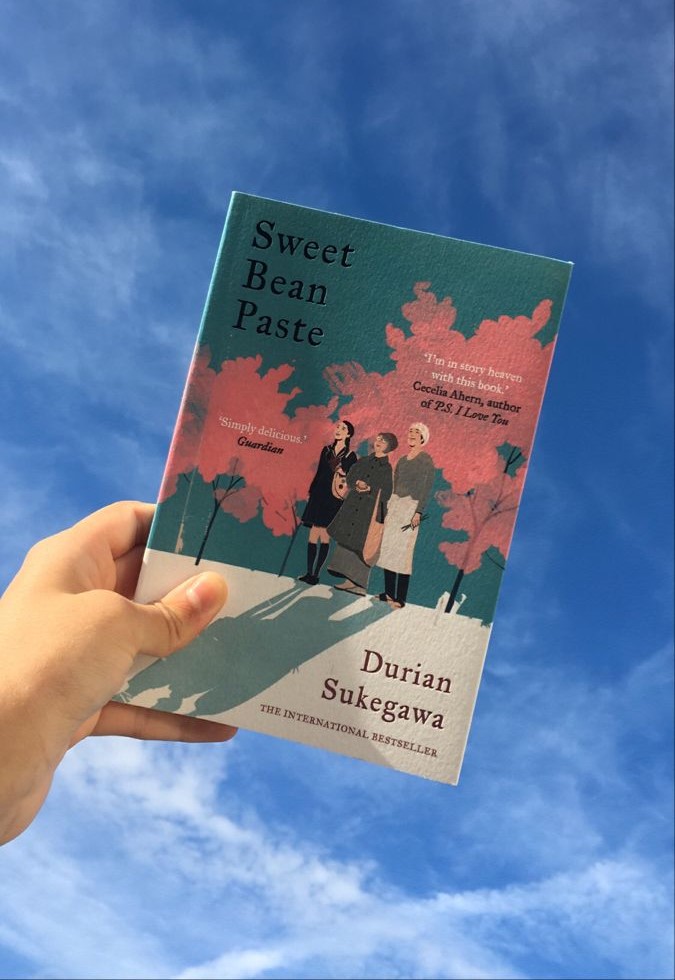 Sweet
Bean
Paste
‘I’m in story heaven
with this book.’
Cecelia Ahern, author
of P.S. I Love You
‘Simply delicious.’
Guardian
Durian
Sukegawa
THE INTERNATIONAL BESTSELLER